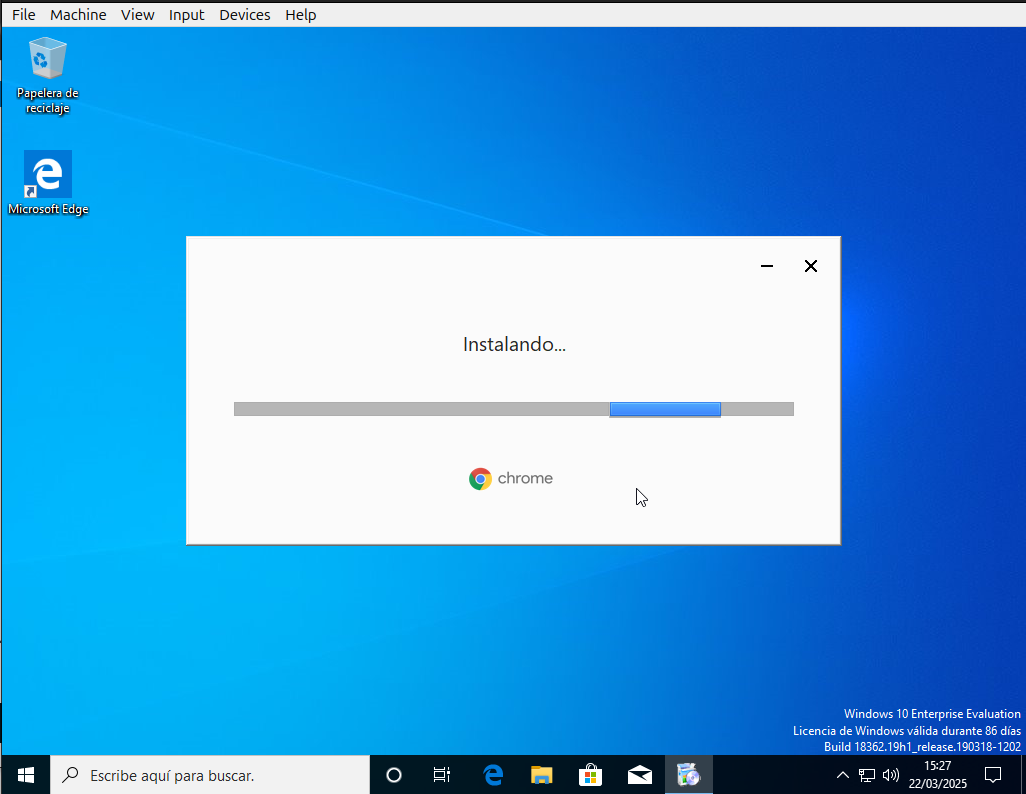 File Machine View Input Devices Help
Papelera de
reciclaje
Microsoft Edge
Instalando...
chrome
Windows 10 Enterprise Evaluation
Licencia de Windows válida durante 86 días
Build 18362.19h1_release.190318-1202
Escribe aquí para buscar.
15:27
22/03/2025